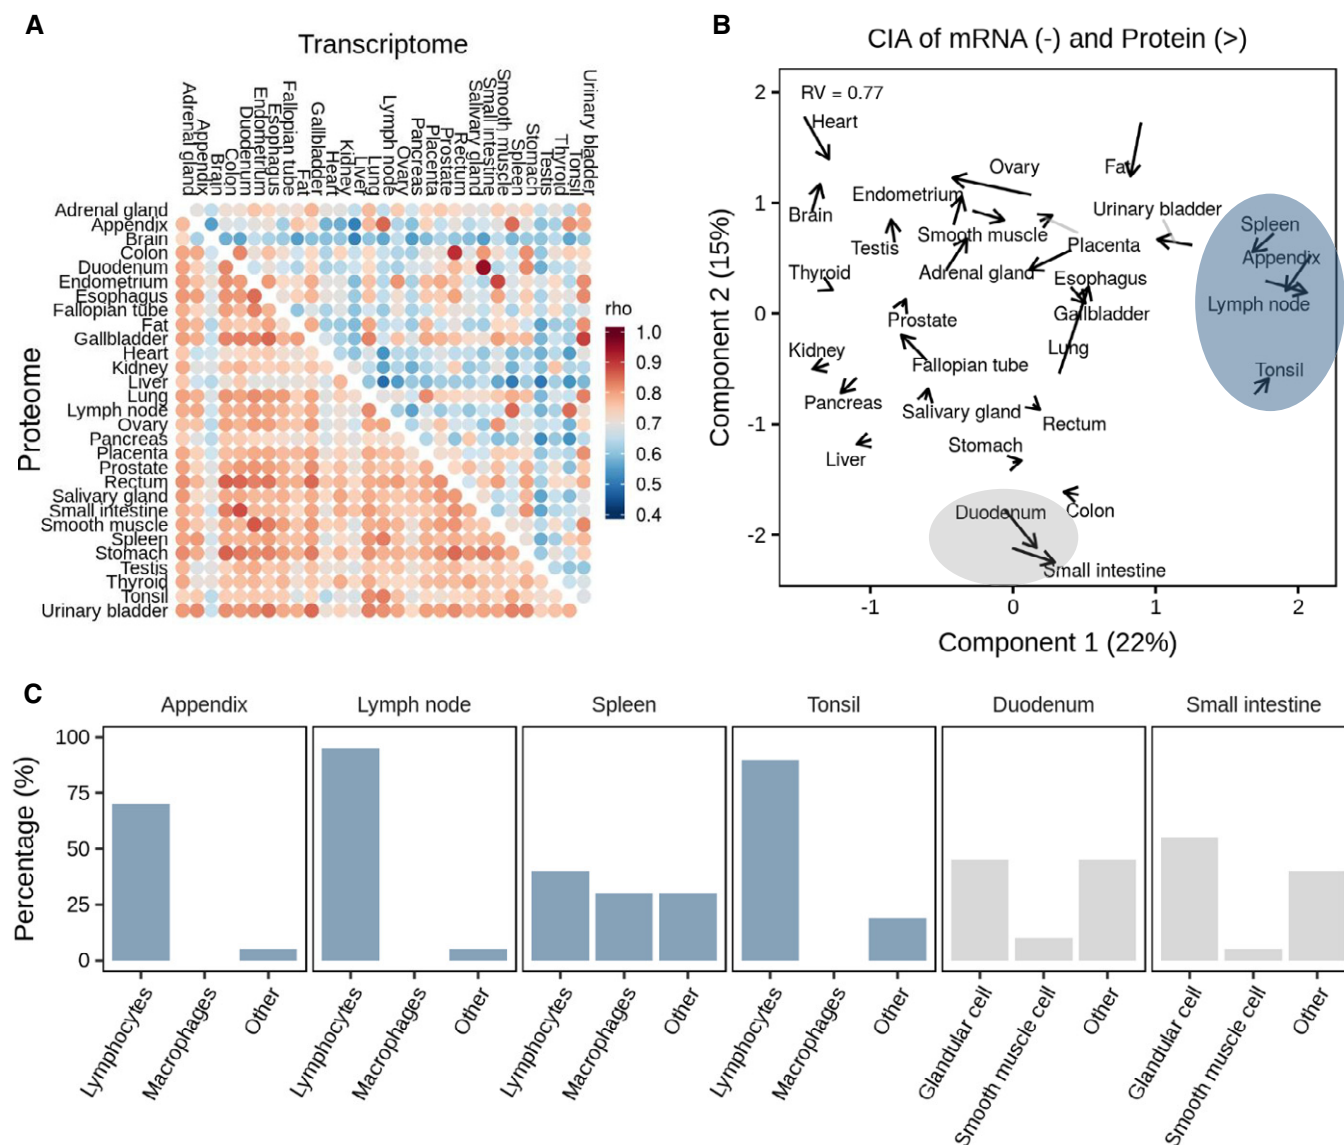 A
Transcriptome
Adrenal gland
Appendix
Brain
Colon
Duodenum
Endometrium
Esophagus
Fallopian tube
Fat
Gallbladder
Heart
Kidney
Liver
Lung
Lymph node
Ovary
Pancreas
Placenta
Prostate
Rectum
Salivary gland
Small intestine
Smooth muscle
Spleen
Stomach
Testis
Thyroid
Tonsil
Urinary bladder
Proteome
Adrenal gland
Appendix
Brain
Colon
Duodenum
Endometrium
Esophagus
Fallopian tube
Fat
Gallbladder
Heart
Kidney
Liver
Lung
Lymph node
Ovary
Pancreas
Placenta
Prostate
Rectum
Salivary gland
Small intestine
Smooth muscle
Spleen
Stomach
Testis
Thyroid
Tonsil
Urinary bladder
rho
1.0
0.9
0.8
0.7
0.6
0.5
0.4
B
CIA of mRNA (-) and Protein (>)
RV = 0.77
Component 2 (15%)
2
1
0
-1
-2
Heart
Ovary
Fat
Brain
Endometrium
Urinary bladder
Spleen
Testis
Smooth muscle
Placenta
Appendix
Thyroid
Adrenal gland
Esophagus
Lymph node
Prostate
Gallbladder
Kidney
Fallopian tube
Lung
Tonsil
Pancreas
Salivary gland
Rectum
Liver
Stomach
Duodenum
Colon
Small intestine
-1
0
1
2
Component 1 (22%)
C
Percentage (%)
100
75
50
25
0
Appendix
Lymph node
Spleen
Tonsil
Duodenum
Small intestine
Lymphocytes
Macrophages
Other
Lymphocytes
Macrophages
Other
Lymphocytes
Macrophages
Other
Lymphocytes
Macrophages
Other
Glandular cell
Smooth muscle cell
Other
Glandular cell
Smooth muscle cell
Other